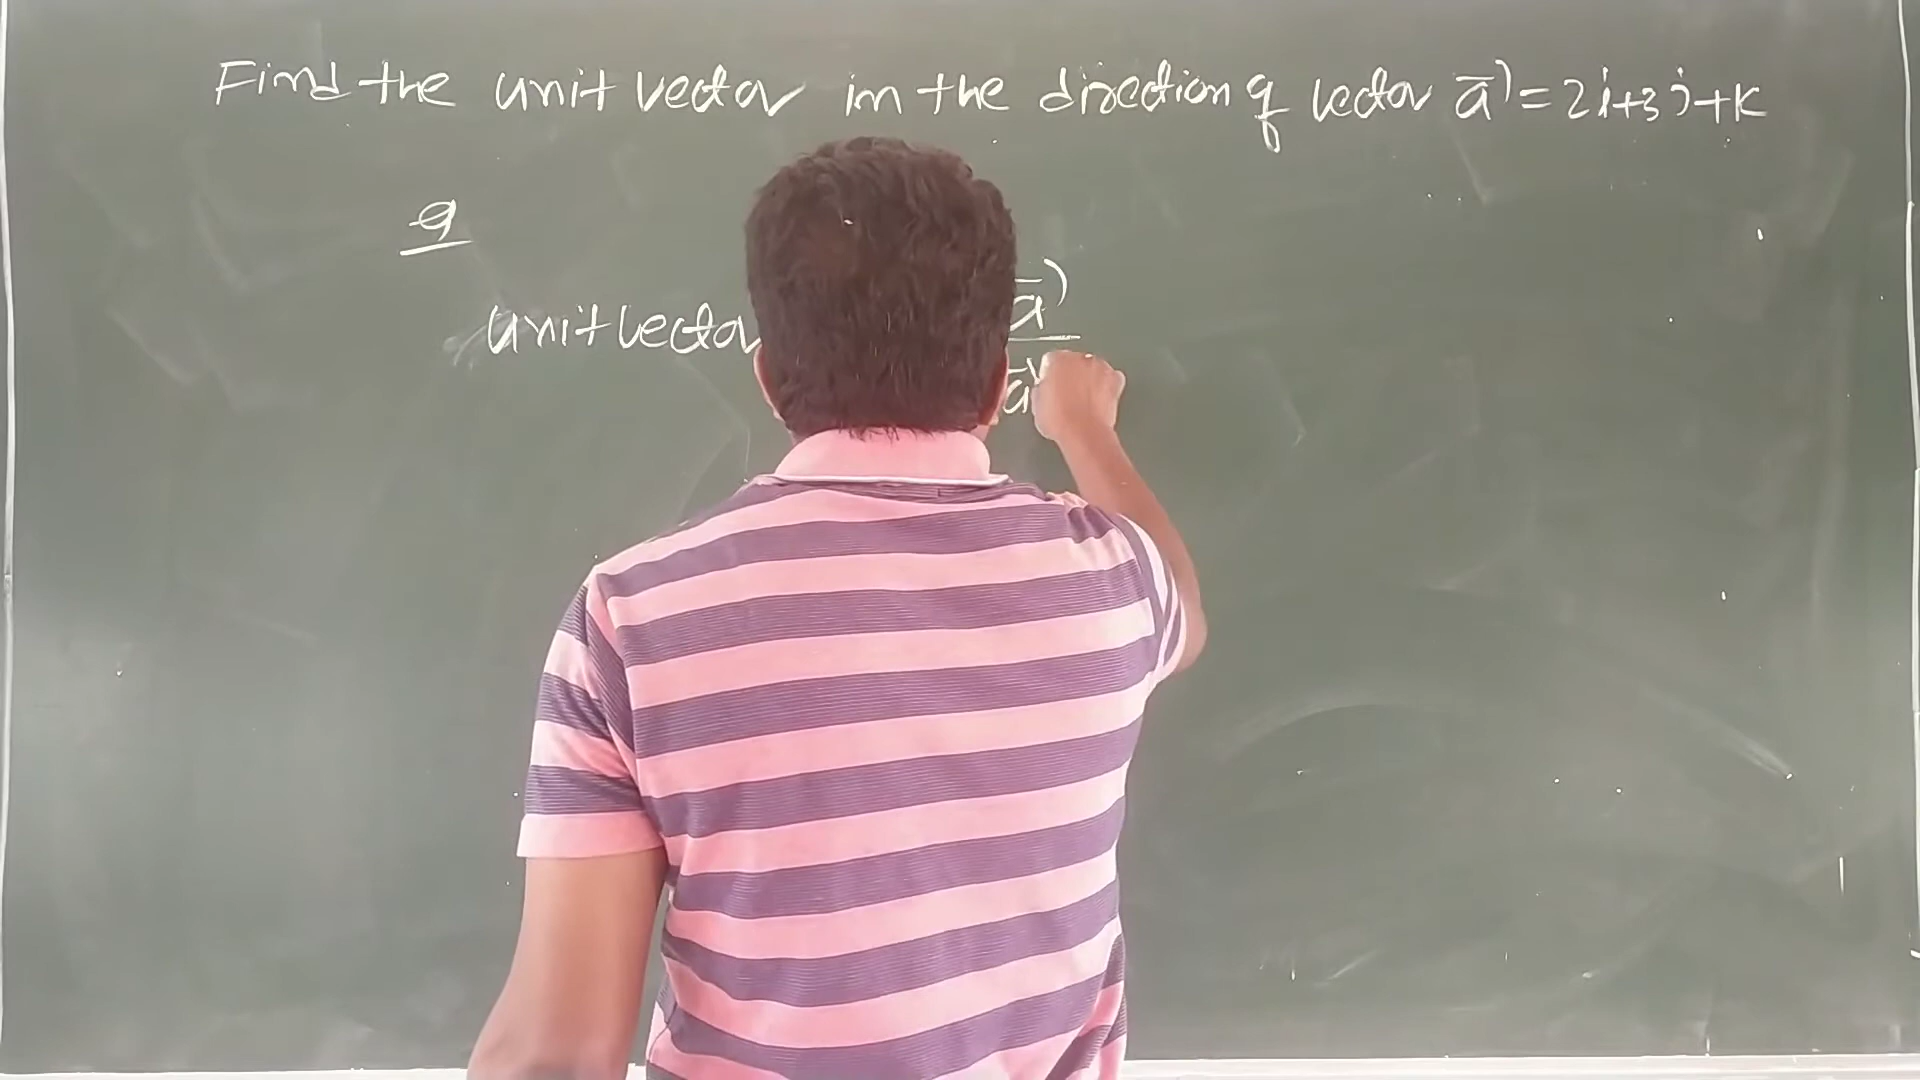 Find the unit vector in the direction of vector a⃗ = 2i+3j+k
a
unit vector a⃗
a